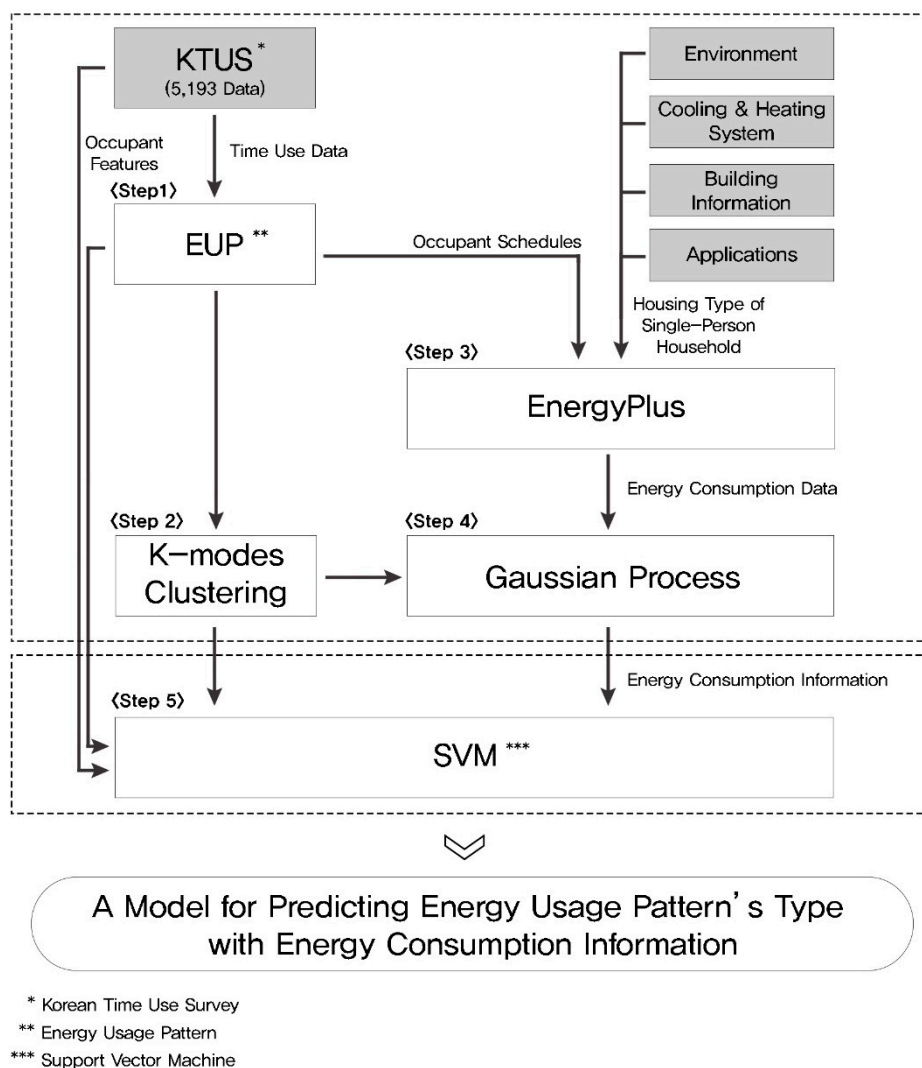 KTUS *
(5,193 Data)
Environment
Cooling & Heating
System
Building
Information
Applications
Occupant
Features
Time Use Data
〈Step1〉
EUP **
Occupant Schedules
Housing Type of
Single-Person
Household
〈Step 3〉
EnergyPlus
Energy Consumption Data
〈Step 2〉
K-modes
Clustering
〈Step 4〉
Gaussian Process
Energy Consumption Information
〈Step 5〉
SVM ***
A Model for Predicting Energy Usage Pattern's Type
with Energy Consumption Information
* Korean Time Use Survey
** Energy Usage Pattern
*** Support Vector Machine